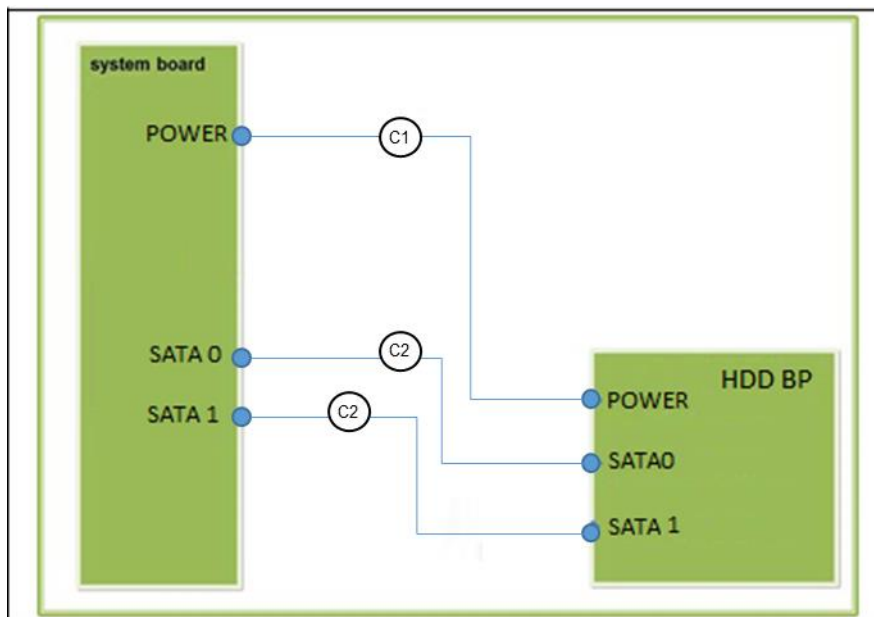 system board
POWER
C1
SATA 0
C2
SATA 1
C2
HDD BP
POWER
SATA0
SATA 1